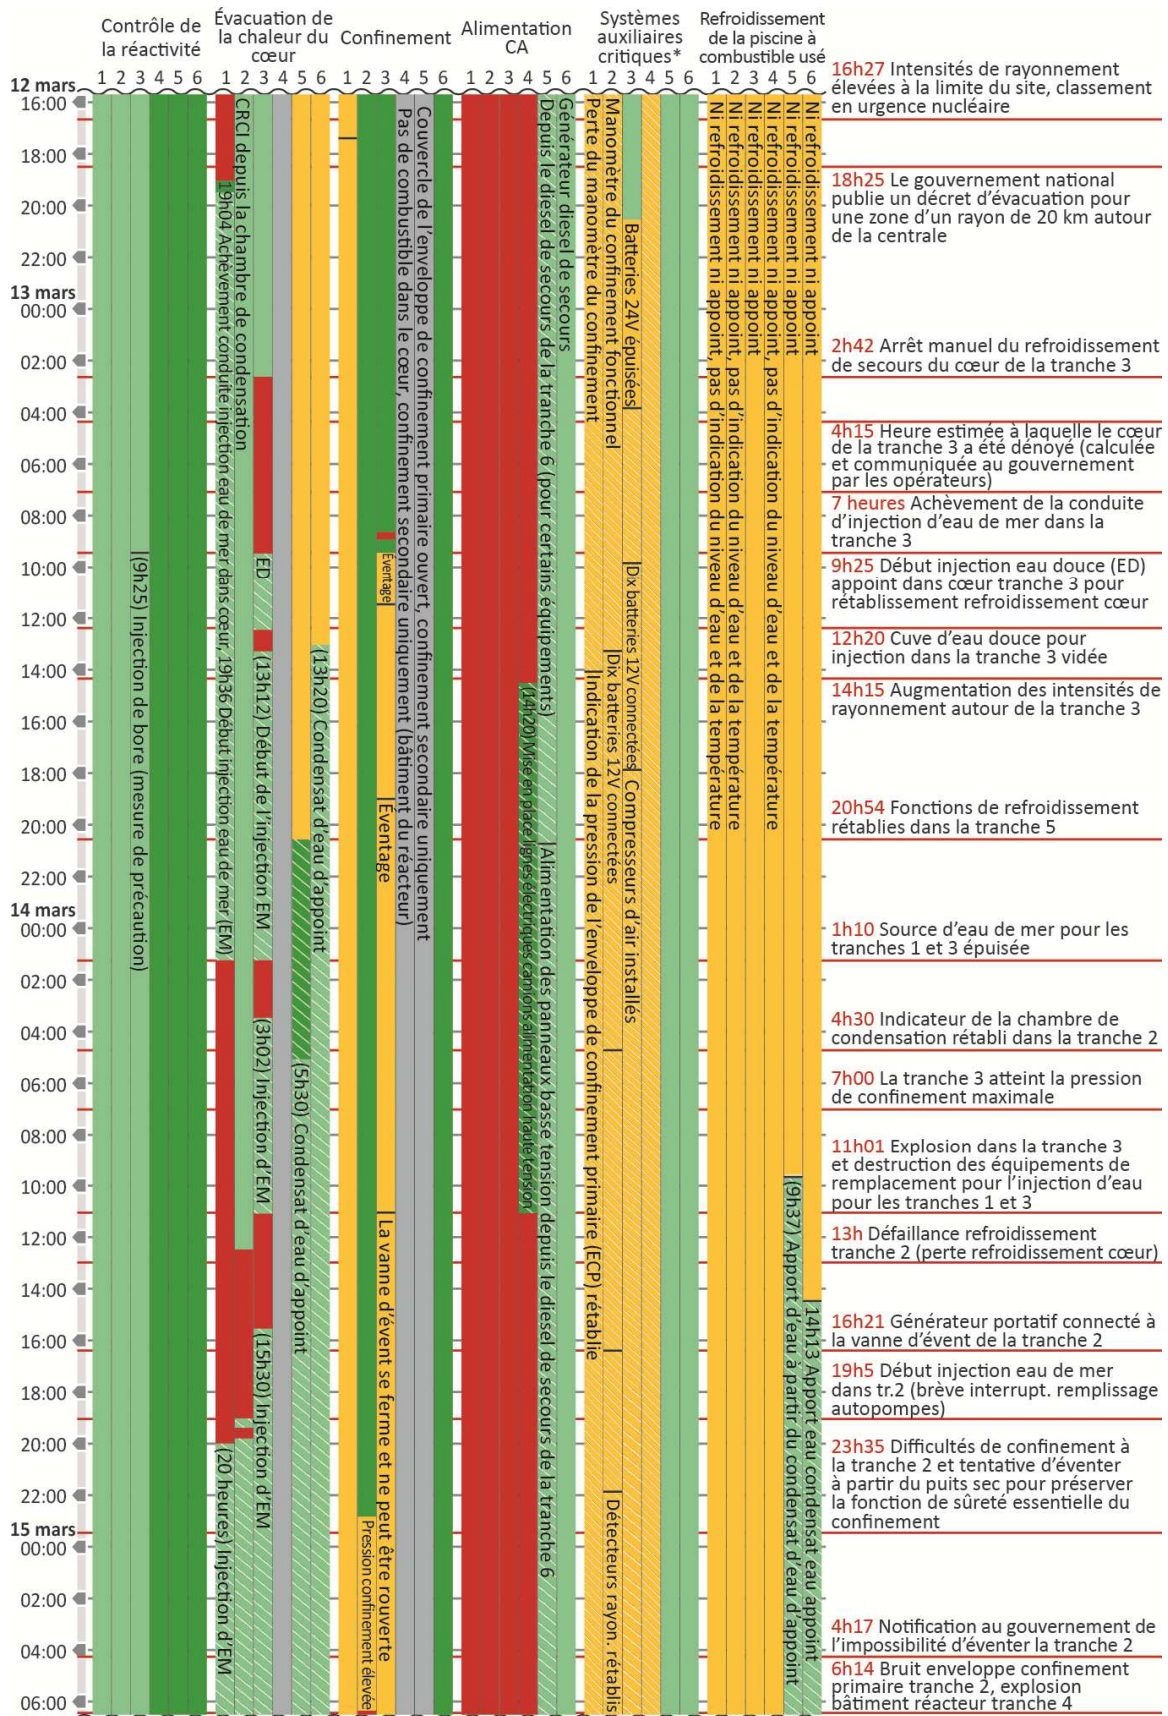 Contrôle de
la réactivité
Évacuation de
la chaleur du
cœur
Confinement
Alimentation
CA
Systèmes
auxiliaires
critiques*
Refroidissement
de la piscine à
combustible usé
1 2 3 4 5 6
1 2 3 4 5 6
1 2 3 4 5 6
1 2 3 4 5 6
1 2 3 4 5 6
1 2 3 4 5 6
12 mars
16:00
18:00
20:00
22:00
13 mars
00:00
02:00
04:00
06:00
08:00
10:00
12:00
14:00
16:00
18:00
20:00
22:00
14 mars
00:00
02:00
04:00
06:00
08:00
10:00
12:00
14:00
16:00
18:00
20:00
22:00
15 mars
00:00
02:00
04:00
06:00
(9h25) Injection de bore (mesure de précaution)
19h04 Achèvement conduite injection eau de mer dans cœur, 19h36 Début injection eau de mer (EM)
(20 heures) Injection d'EM
CRCI depuis la chambre de condensation
ED
(13h12) Début de l'injection EM
(3h02) Injection d'EM
(15h30) Injection d'EM
(5h30) Condensat d'eau d'appoint
(13h20) Condensat d'eau d'appoint
Pression confinement élevée
Éventage
Éventage
La vanne d'évent se ferme et ne peut être rouverte
Pas de combustible dans le cœur, confinement secondaire uniquement (bâtiment du réacteur)
Couvercle de l'enveloppe de confinement primaire ouvert, confinement secondaire uniquement
(14h20) Mise en place lignes électriques camions alimentation haute tension
Depuis le diesel de secours de la tranche 6 (pour certains équipements)
Alimentation des panneaux basse tension depuis le diesel de secours de la tranche 6
Générateur diesel de secours
Perte du manomètre du confinement
Indication de la pression de l'enveloppe de confinement primaire (ECP) rétablie
Manomètre du confinement fonctionnel
Dix batteries 12V connectées
Détecteurs rayon. rétablis
Batteries 24V épuisées
Dix batteries 12V connectées
Compresseurs d'air installés
Ni refroidissement ni appoint, pas d'indication du niveau d'eau et de la température
Ni refroidissement ni appoint, pas d'indication du niveau d'eau et de la température
Ni refroidissement ni appoint
Ni refroidissement ni appoint, pas d'indication du niveau d'eau et de la température
Ni refroidissement ni appoint
(9h37) Apport d'eau à partir du condensat d'eau d'appoint
Ni refroidissement ni appoint
14h13 Apport eau condensat eau appoint
16h27 Intensités de rayonnement
élevées à la limite du site, classement
en urgence nucléaire
18h25 Le gouvernement national
publie un décret d'évacuation pour
une zone d'un rayon de 20 km autour
de la centrale
2h42 Arrêt manuel du refroidissement
de secours du cœur de la tranche 3
4h15 Heure estimée à laquelle le cœur
de la tranche 3 a été dénoyé (calculée
et communiquée au gouvernement
par les opérateurs)
7 heures Achèvement de la conduite
d'injection d'eau de mer dans la
tranche 3
9h25 Début injection eau douce (ED)
appoint dans cœur tranche 3 pour
rétablissement refroidissement cœur
12h20 Cuve d'eau douce pour
injection dans la tranche 3 vidée
14h15 Augmentation des intensités de
rayonnement autour de la tranche 3
20h54 Fonctions de refroidissement
rétablies dans la tranche 5
1h10 Source d'eau de mer pour les
tranches 1 et 3 épuisée
4h30 Indicateur de la chambre de
condensation rétabli dans la tranche 2
7h00 La tranche 3 atteint la pression
de confinement maximale
11h01 Explosion dans la tranche 3
et destruction des équipements de
remplacement pour l'injection d'eau
pour les tranches 1 et 3
13h Défaillance refroidissement
tranche 2 (perte refroidissement cœur)
16h21 Générateur portatif connecté à
la vanne d'évent de la tranche 2
19h5 Début injection eau de mer
dans tr.2 (brève interrupt. remplissage
autopompes)
23h35 Difficultés de confinement à
la tranche 2 et tentative d'éventer
à partir du puits sec pour préserver
la fonction de sûreté essentielle du
confinement
4h17 Notification au gouvernement de
l'impossibilité d'éventer la tranche 2
6h14 Bruit enveloppe confinement
primaire tranche 2, explosion
bâtiment réacteur tranche 4